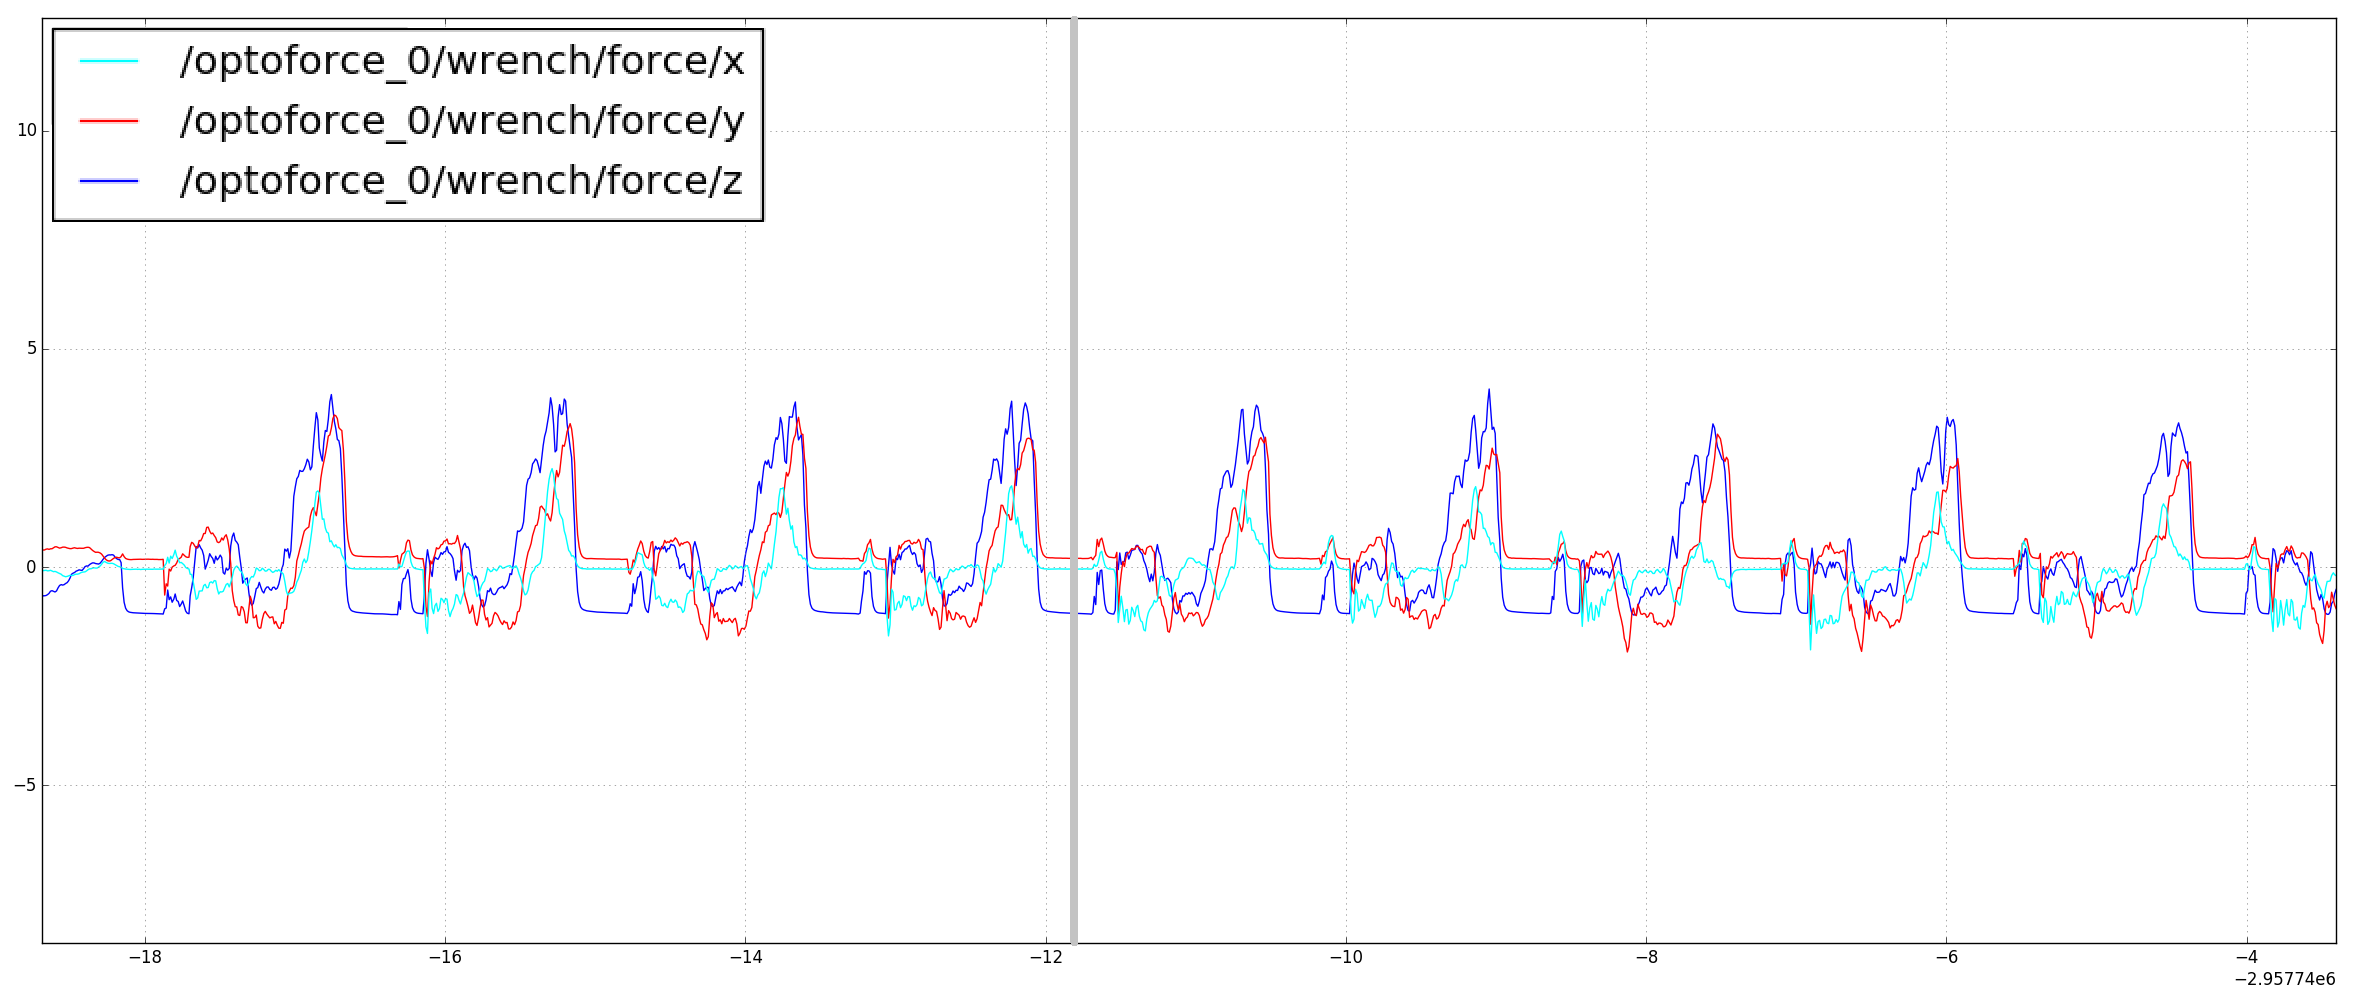 /optoforce_0/wrench/force/x
/optoforce_0/wrench/force/y
/optoforce_0/wrench/force/z
10
5
0
−5
−18 −16 −14 −12 −10 −8 −6 −4
−2.95774e6